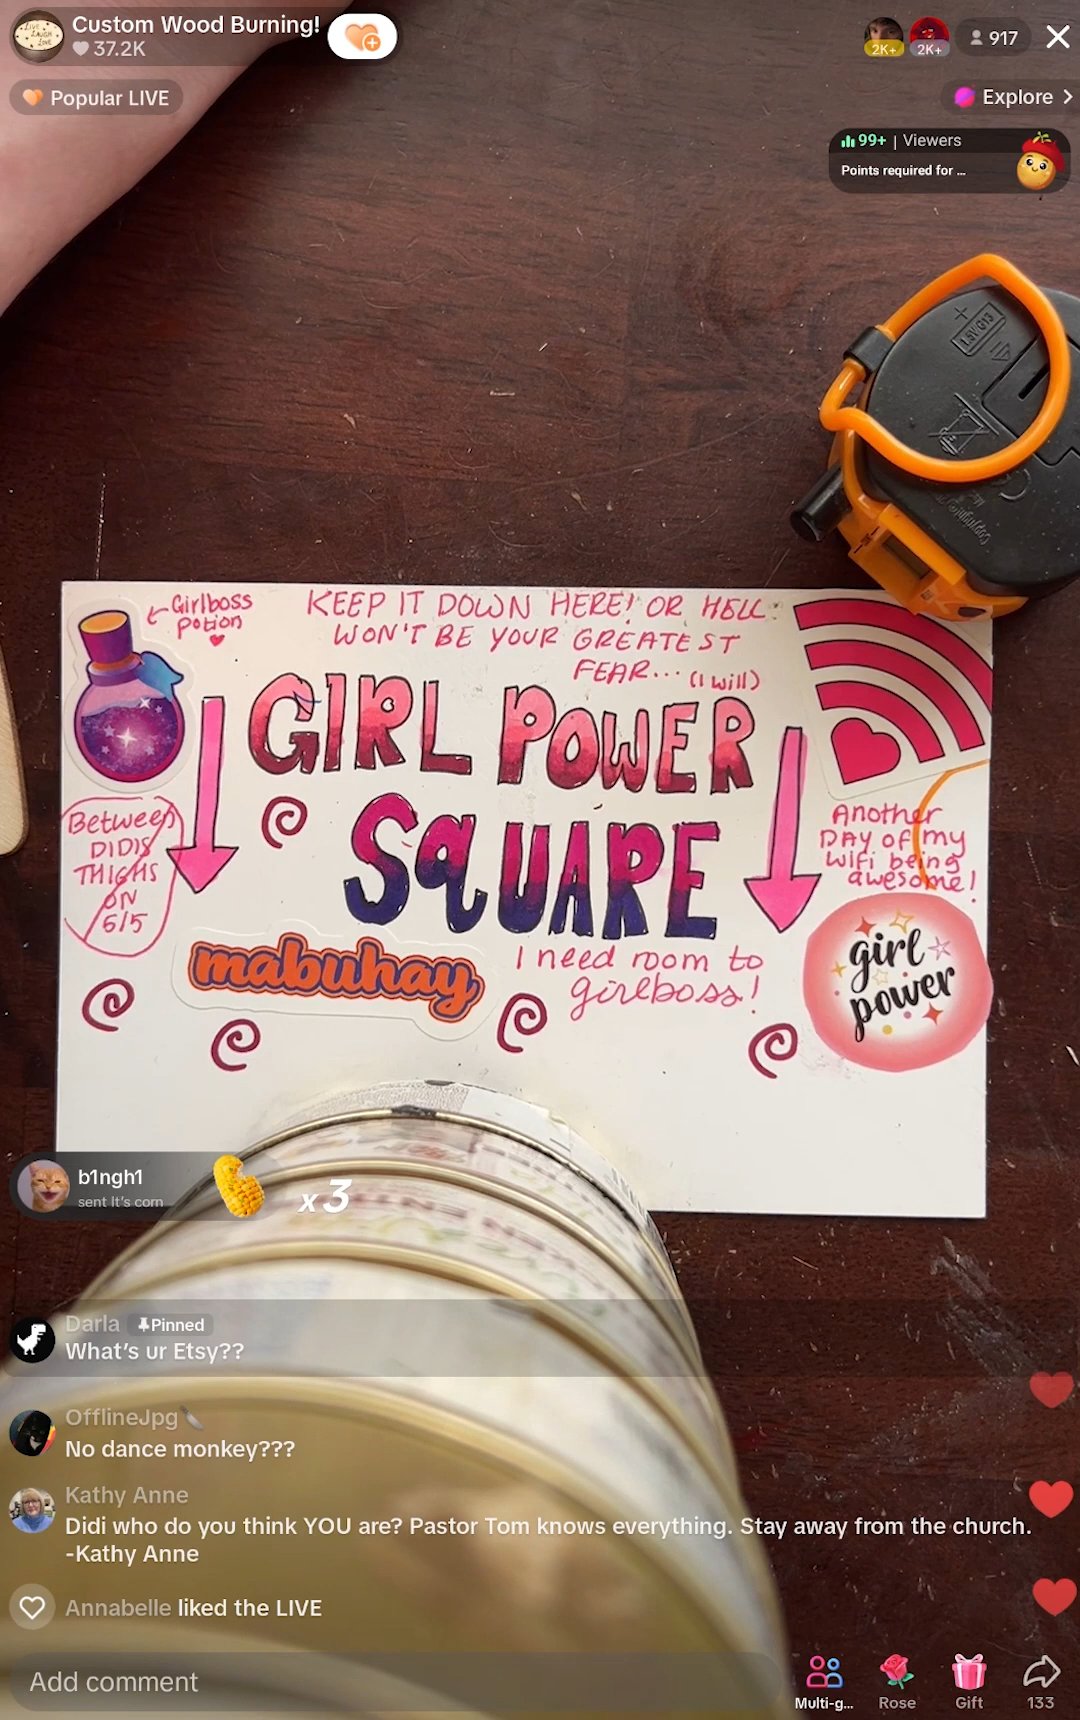 Custom Wood Burning!
37.2K
2K+
2K+
917
Popular LIVE
Explore
99+ | Viewers
Points required for ...
1.5V/G13
Girlboss
potion
KEEP IT DOWN HERE! OR HELL
WON'T BE YOUR GREATEST
FEAR... (I will)
GIRL POWER
SQUARE
Between
DIDI'S
THIGHS
ON
6/5
Another
DAY of my
wifi being
awesome!
mabuhay
I need room to
girlboss!
girl
power
b1ngh1
sent It's corn
x3
Darla Pinned
What's ur Etsy??
OfflineJpg
No dance monkey???
Kathy Anne
Didi who do you think YOU are? Pastor Tom knows everything. Stay away from the church.
-Kathy Anne
Annabelle liked the LIVE
Add comment
Multi-g...
Rose
Gift
133